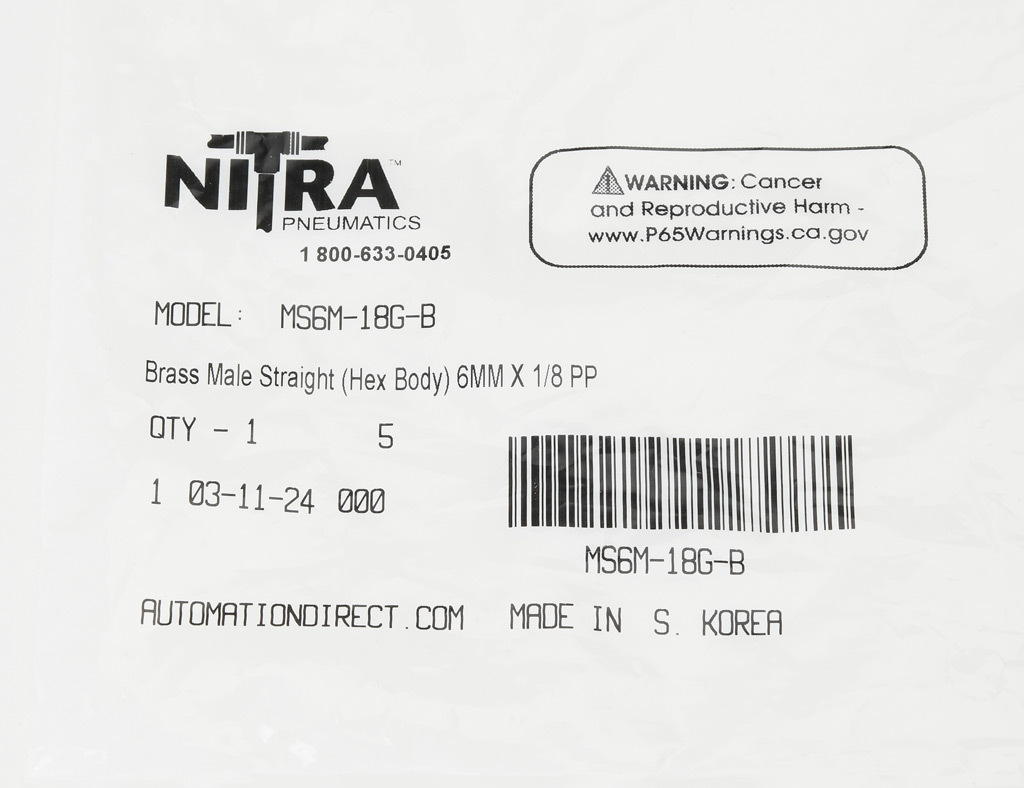 NITRA™
PNEUMATICS
1 800-633-0405
WARNING: Cancer
and Reproductive Harm -
www.P65Warnings.ca.gov
MODEL: MS6M-18G-B
Brass Male Straight (Hex Body) 6MM X 1/8 PP
QTY - 1 5
1 03-11-24 000
MS6M-18G-B
AUTOMATIONDIRECT.COM MADE IN S. KOREA